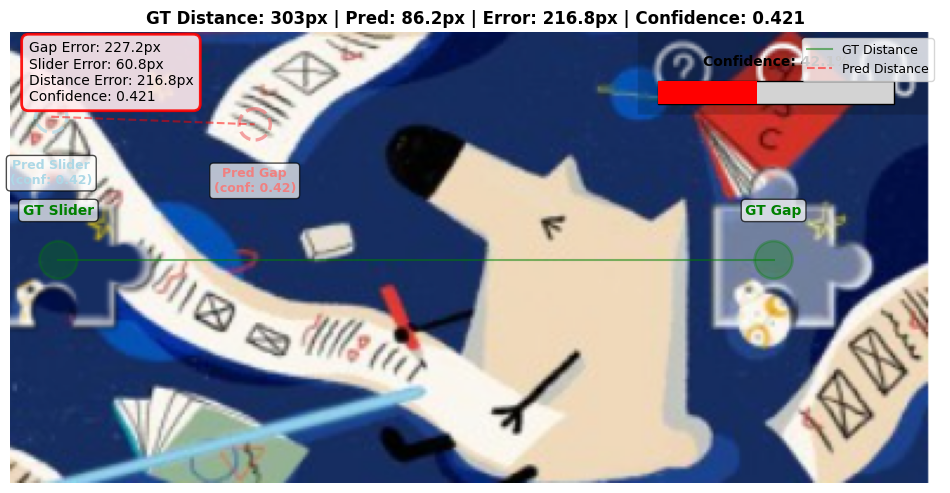 GT Distance: 303px | Pred: 86.2px | Error: 216.8px | Confidence: 0.421
Gap Error: 227.2px
Slider Error: 60.8px
Distance Error: 216.8px
Confidence: 0.421
Confidence:
GT Distance
Pred Distance
Pred Slider
(conf: 0.42)
Pred Gap
(conf: 0.42)
GT Slider
GT Gap